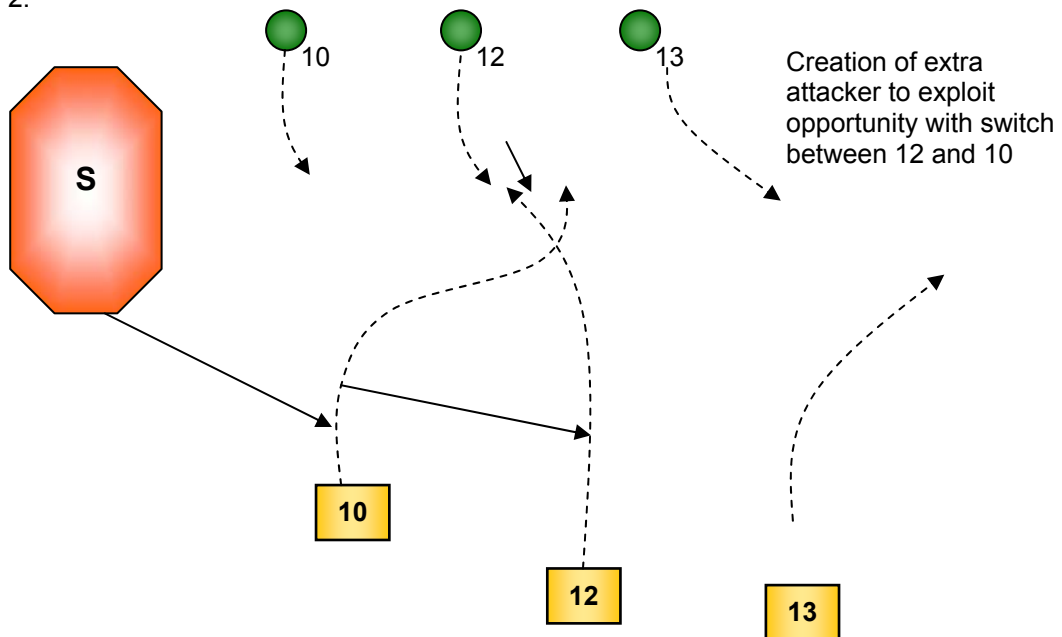 2.
10
12
13
Creation of extra
attacker to exploit
opportunity with switch
between 12 and 10
S
10
12
13